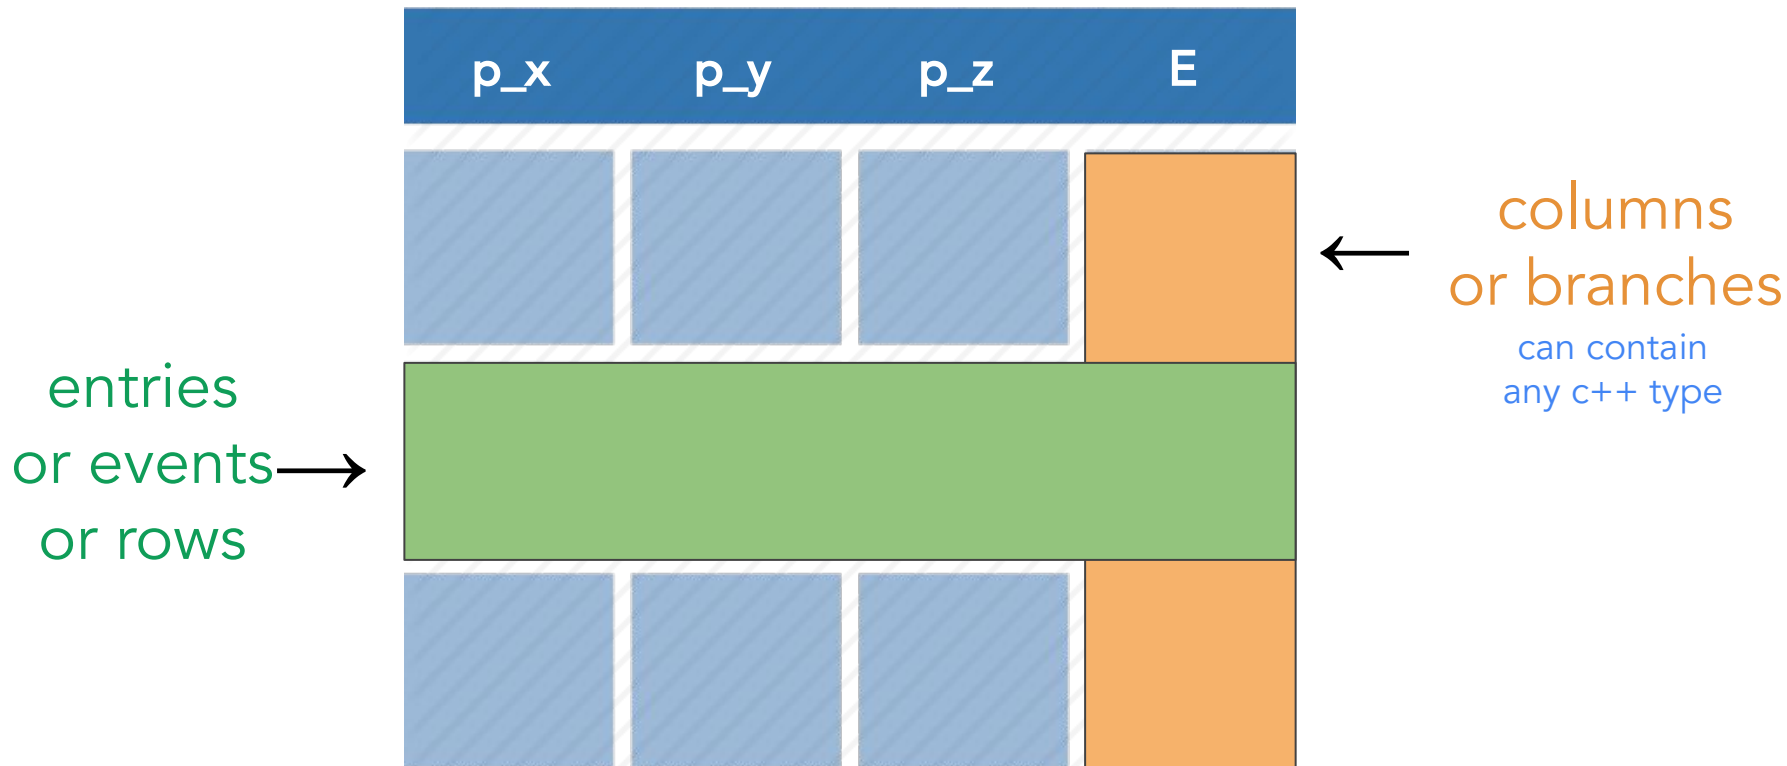 p_x p_y p_z E
columns
or branches
can contain
any c++ type
entries
or events
or rows